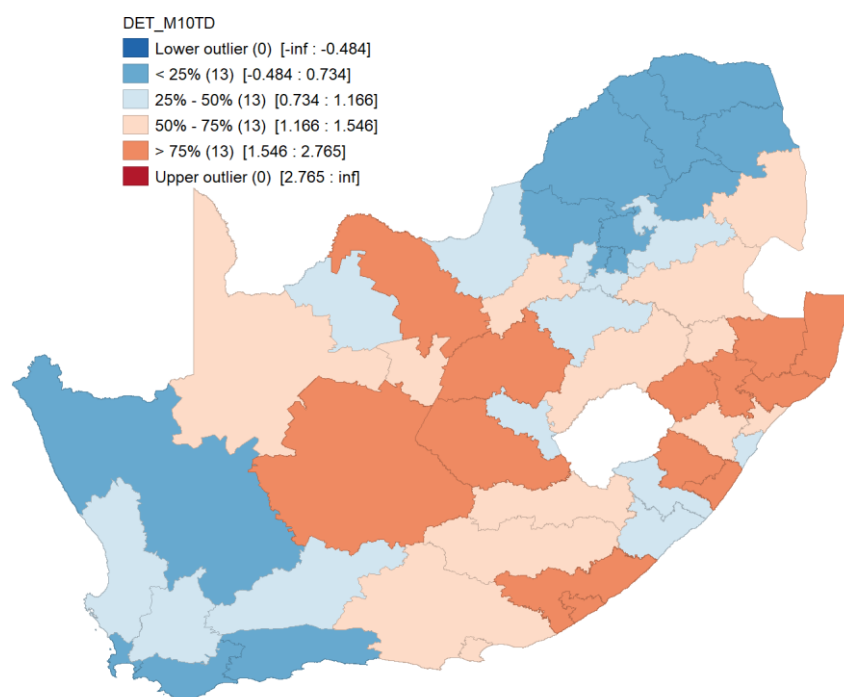 DET_M10TD
Lower outlier (0) [-inf : -0.484]
< 25% (13) [-0.484 : 0.734]
25% - 50% (13) [0.734 : 1.166]
50% - 75% (13) [1.166 : 1.546]
> 75% (13) [1.546 : 2.765]
Upper outlier (0) [2.765 : inf]